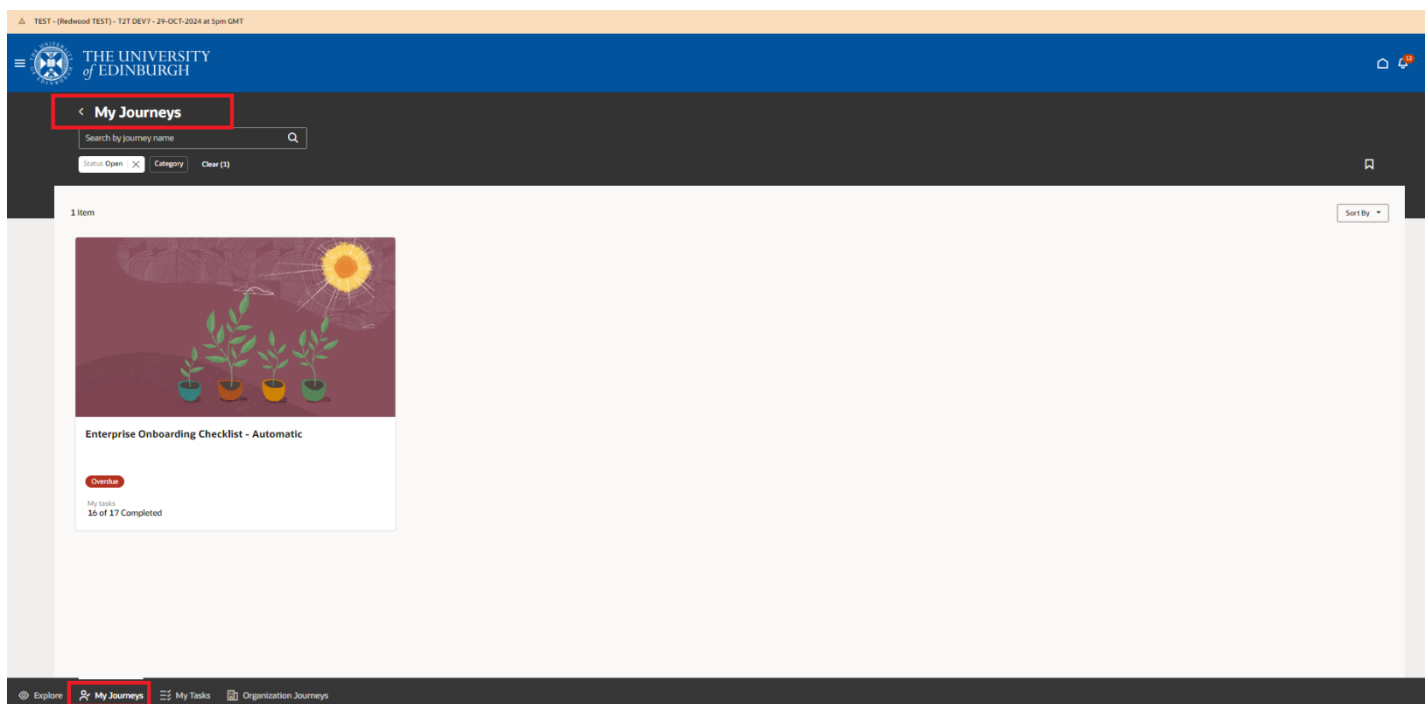 TEST - (Redwood TEST) - T2T DEV7 - 29-OCT-2024 at 5pm GMT
THE UNIVERSITY
of EDINBURGH
12
My Journeys
Search by journey name
Status Open
Category
Clear (1)
1 item
Sort By
Enterprise Onboarding Checklist - Automatic
Overdue
My tasks
16 of 17 Completed
Explore
My Journeys
My Tasks
Organization Journeys